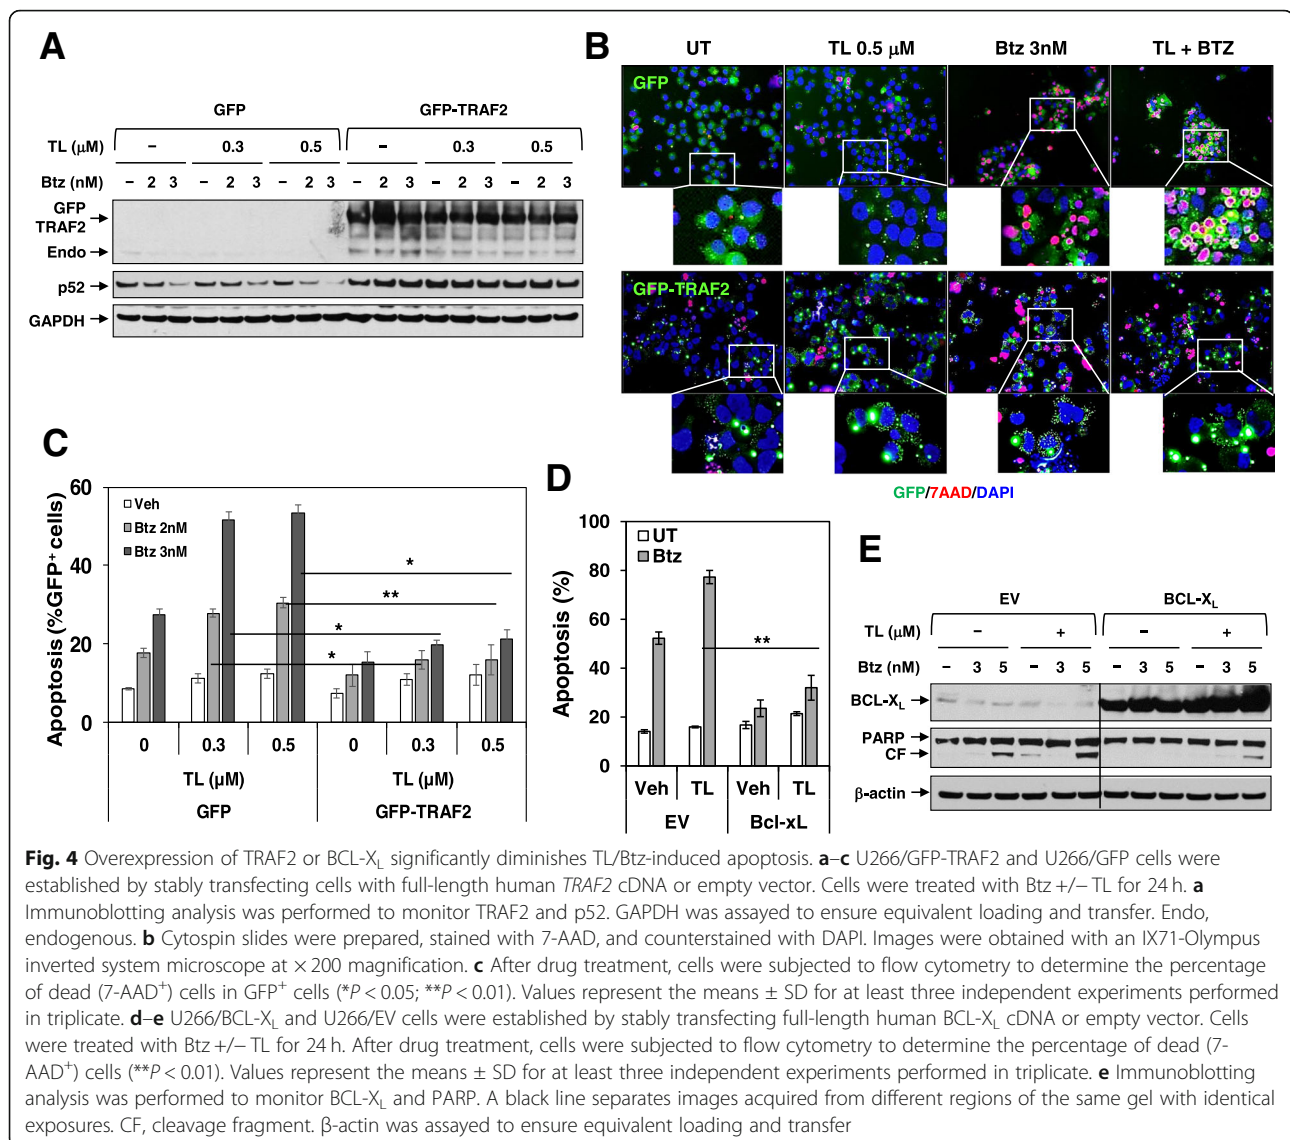 A
GFP
GFP-TRAF2
TL (μM)
– 0.3 0.5 – 0.3 0.5
Btz (nM)
– 2 3 – 2 3 – 2 3 – 2 3 – 2 3 – 2 3
GFP
TRAF2
Endo
p52
GAPDH
B
UT TL 0.5 μM Btz 3nM TL + BTZ
GFP
GFP-TRAF2
GFP/7AAD/DAPI
C
Apoptosis (%GFP⁺ cells)
60
40
20
0
Veh
Btz 2nM
Btz 3nM
*
**
*
*
0 0.3 0.5 0 0.3 0.5
TL (μM) TL (μM)
GFP GFP-TRAF2
D
Apoptosis (%)
100
80
60
40
20
0
UT
Btz
**
Veh TL Veh TL
EV Bcl-xL
E
EV BCL-X_L
TL (μM) – + – +
Btz (nM) – 3 5 – 3 5 – 3 5 – 3 5
BCL-X_L
PARP
CF
β-actin
Fig. 4 Overexpression of TRAF2 or BCL-X_L significantly diminishes TL/Btz-induced apoptosis. a–c U266/GFP-TRAF2 and U266/GFP cells were
established by stably transfecting cells with full-length human TRAF2 cDNA or empty vector. Cells were treated with Btz +/− TL for 24 h. a
Immunoblotting analysis was performed to monitor TRAF2 and p52. GAPDH was assayed to ensure equivalent loading and transfer. Endo,
endogenous. b Cytospin slides were prepared, stained with 7-AAD, and counterstained with DAPI. Images were obtained with an IX71-Olympus
inverted system microscope at × 200 magnification. c After drug treatment, cells were subjected to flow cytometry to determine the percentage
of dead (7-AAD⁺) cells in GFP⁺ cells (*P < 0.05; **P < 0.01). Values represent the means ± SD for at least three independent experiments performed
in triplicate. d–e U266/BCL-X_L and U266/EV cells were established by stably transfecting full-length human BCL-X_L cDNA or empty vector. Cells
were treated with Btz +/− TL for 24 h. After drug treatment, cells were subjected to flow cytometry to determine the percentage of dead (7-
AAD⁺) cells (**P < 0.01). Values represent the means ± SD for at least three independent experiments performed in triplicate. e Immunoblotting
analysis was performed to monitor BCL-X_L and PARP. A black line separates images acquired from different regions of the same gel with identical
exposures. CF, cleavage fragment. β-actin was assayed to ensure equivalent loading and transfer